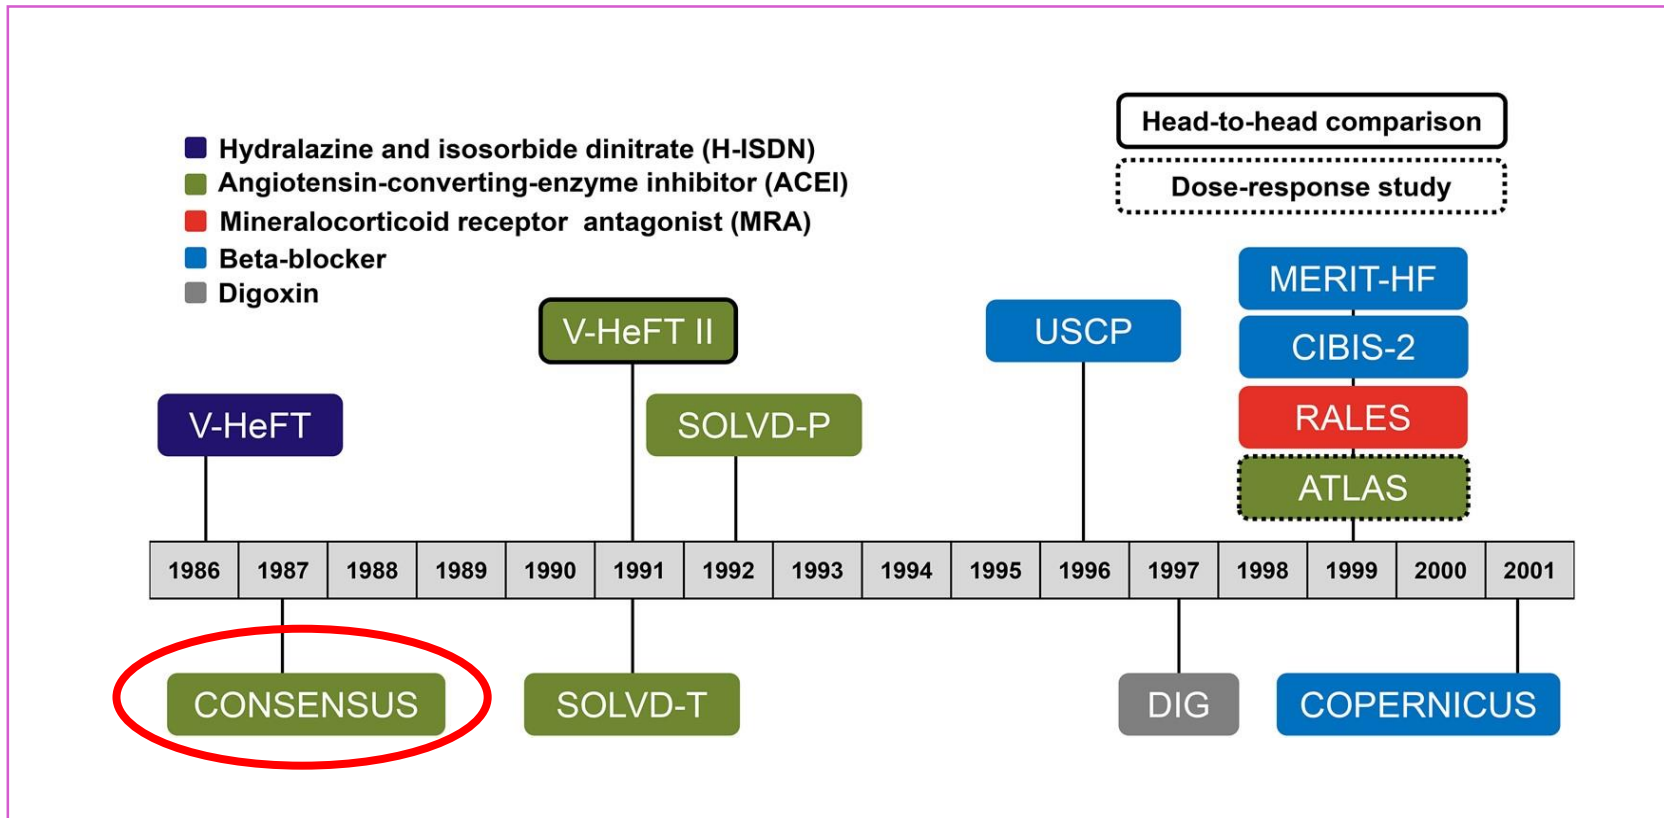 Hydralazine and isosorbide dinitrate (H-ISDN)
Angiotensin-converting-enzyme inhibitor (ACEI)
Mineralocorticoid receptor antagonist (MRA)
Beta-blocker
Digoxin
Head-to-head comparison
Dose-response study
MERIT-HF
V-HeFT II
USCP
CIBIS-2
V-HeFT
SOLVD-P
RALES
ATLAS
1986 1987 1988 1989 1990 1991 1992 1993 1994 1995 1996 1997 1998 1999 2000 2001
CONSENSUS
SOLVD-T
DIG
COPERNICUS